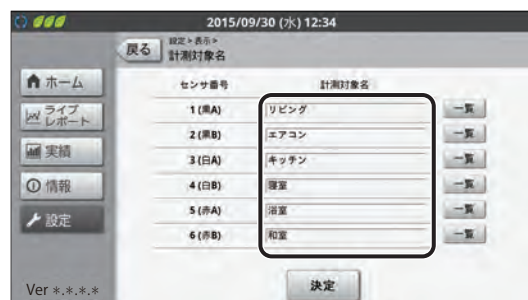 2015/09/30 (水) 12:34
戻る
設定 > 表示 >
計測対象名
ホーム
ライブ
レポート
実績
情報
設定
Ver *.*.*.*
センサ番号 計測対象名
1 (黒A) リビング 一覧
2 (黒B) エアコン 一覧
3 (白A) キッチン 一覧
4 (白B) 寝室 一覧
5 (赤A) 浴室 一覧
6 (赤B) 和室 一覧
決定